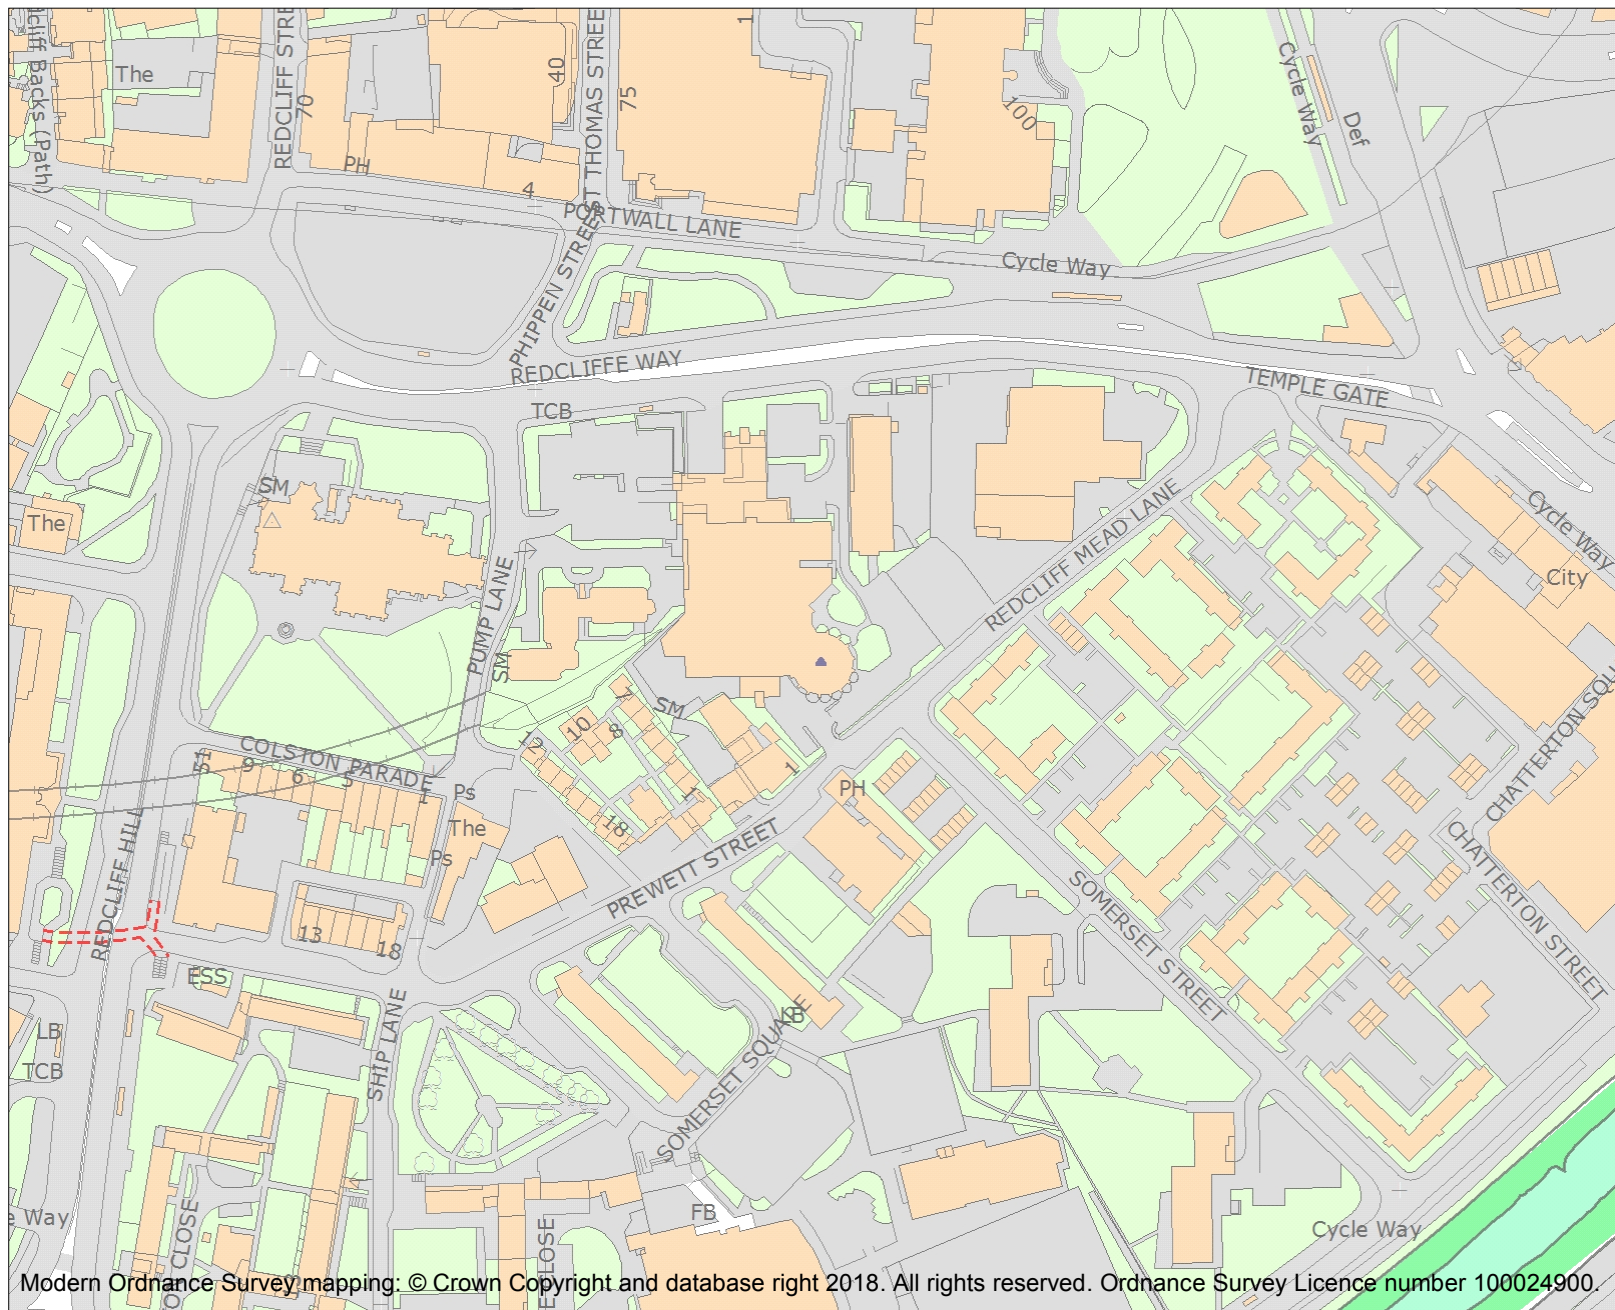 REDCLIFF STRE
ST THOMAS STREE
1
cliff Backs (Path)
The
70
40
75
100
Cycle Way
Def
PH
4
PORTWALL LANE
PHIPPEN STREET
Cycle Way
REDCLIFFE WAY
TEMPLE GATE
TCB
SM
The
Cycle Way
City
REDCLIFF MEAD LANE
PUMP LANE
SM
7
SM
10
8
12
COLSTON PARADE
51
9
6
5
1
Ps
1
1
PH
CHATTERTON SQU
The
18
Ps
REDCLIFF HILL
PREWETT STREET
SOMERSET STREET
CHATTERTON STREET
13
18
ESS
SHIP LANE
LB
LB
TCB
SOMERSET SQUARE
e Way
FB
Cycle Way
CLOSE
E CLOSE
Modern Ordnance Survey mapping: © Crown Copyright and database right 2018. All rights reserved. Ordnance Survey Licence number 100024900.